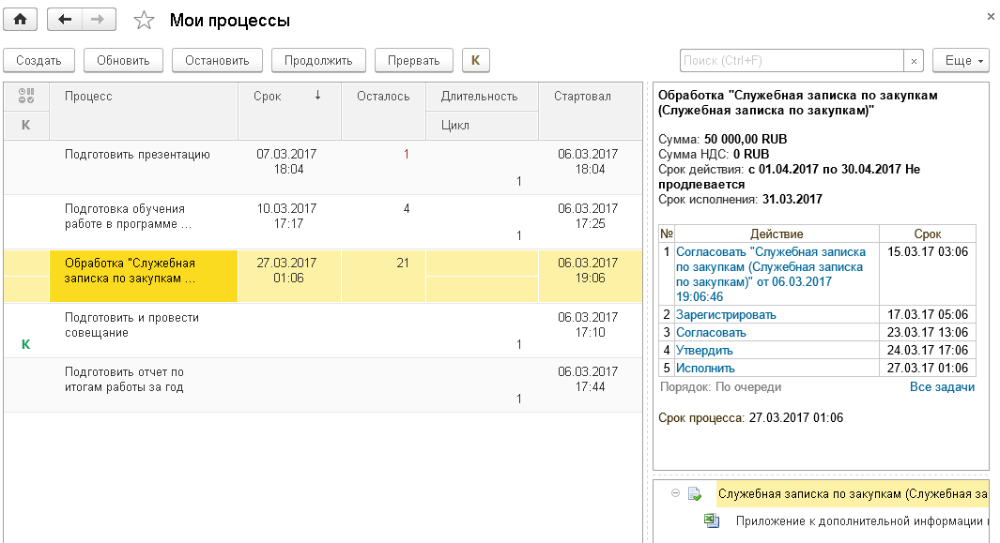 Мои процессы
×
Создать Обновить Остановить Продолжить Прервать К Поиск (Ctrl+F) × Еще
Процесс Срок ↓ Осталось Длительность Стартовал
К Цикл
Подготовить презентацию 07.03.2017 1 06.03.2017
18:04 18:04
1
Подготовка обучения 10.03.2017 4 06.03.2017
работе в программе ... 17:17 17:25
1
Обработка "Служебная 27.03.2017 21 06.03.2017
записка по закупкам ... 01:06 19:06
Подготовить и провести 06.03.2017
совещание 17:10
К 1
Подготовить отчет по 06.03.2017
итогам работы за год 17:44
1
Обработка "Служебная записка по закупкам
(Служебная записка по закупкам)"
Сумма: 50 000,00 RUB
Сумма НДС: 0 RUB
Срок действия: с 01.04.2017 по 30.04.2017 Не
продлевается
Срок исполнения: 31.03.2017
№ Действие Срок
1 Согласовать "Служебная записка 15.03.17 03:06
по закупкам (Служебная записка
по закупкам)" от 06.03.2017
19:06:46
2 Зарегистрировать 17.03.17 05:06
3 Согласовать 23.03.17 13:06
4 Утвердить 24.03.17 17:06
5 Исполнить 27.03.17 01:06
Порядок: По очереди Все задачи
Срок процесса: 27.03.2017 01:06
Служебная записка по закупкам (Служебная за
Приложение к дополнительной информации